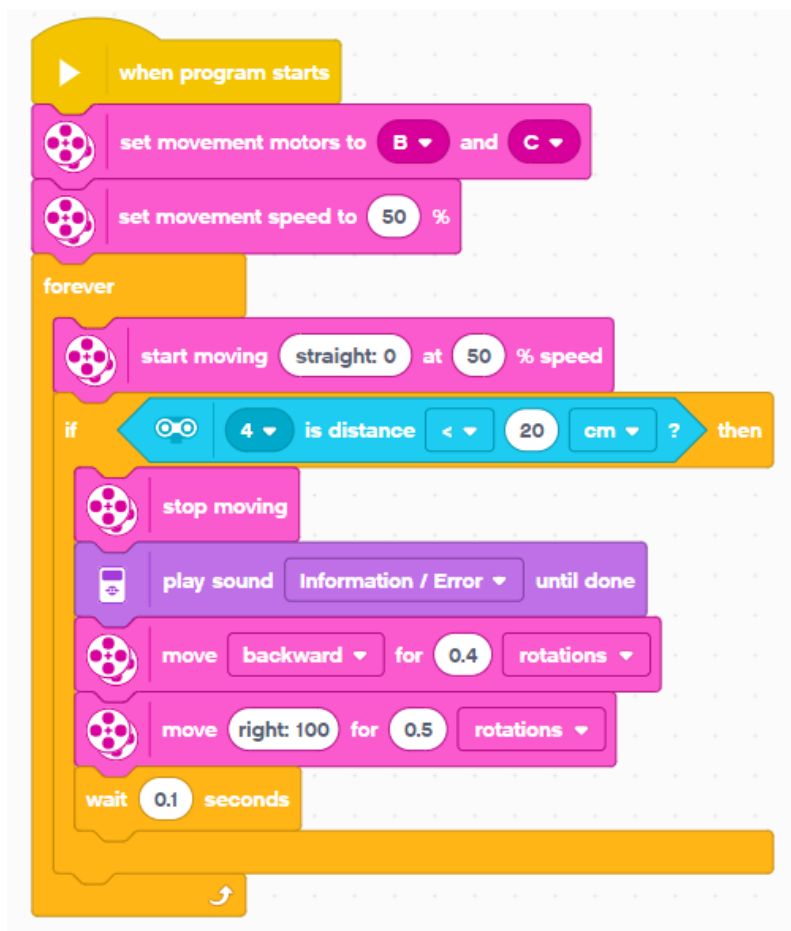 when program starts
set movement motors to B and C
set movement speed to 50 %
forever
start moving straight: 0 at 50 % speed
if 4 is distance < 20 cm ? then
stop moving
play sound Information / Error until done
move backward for 0.4 rotations
move right: 100 for 0.5 rotations
wait 0.1 seconds